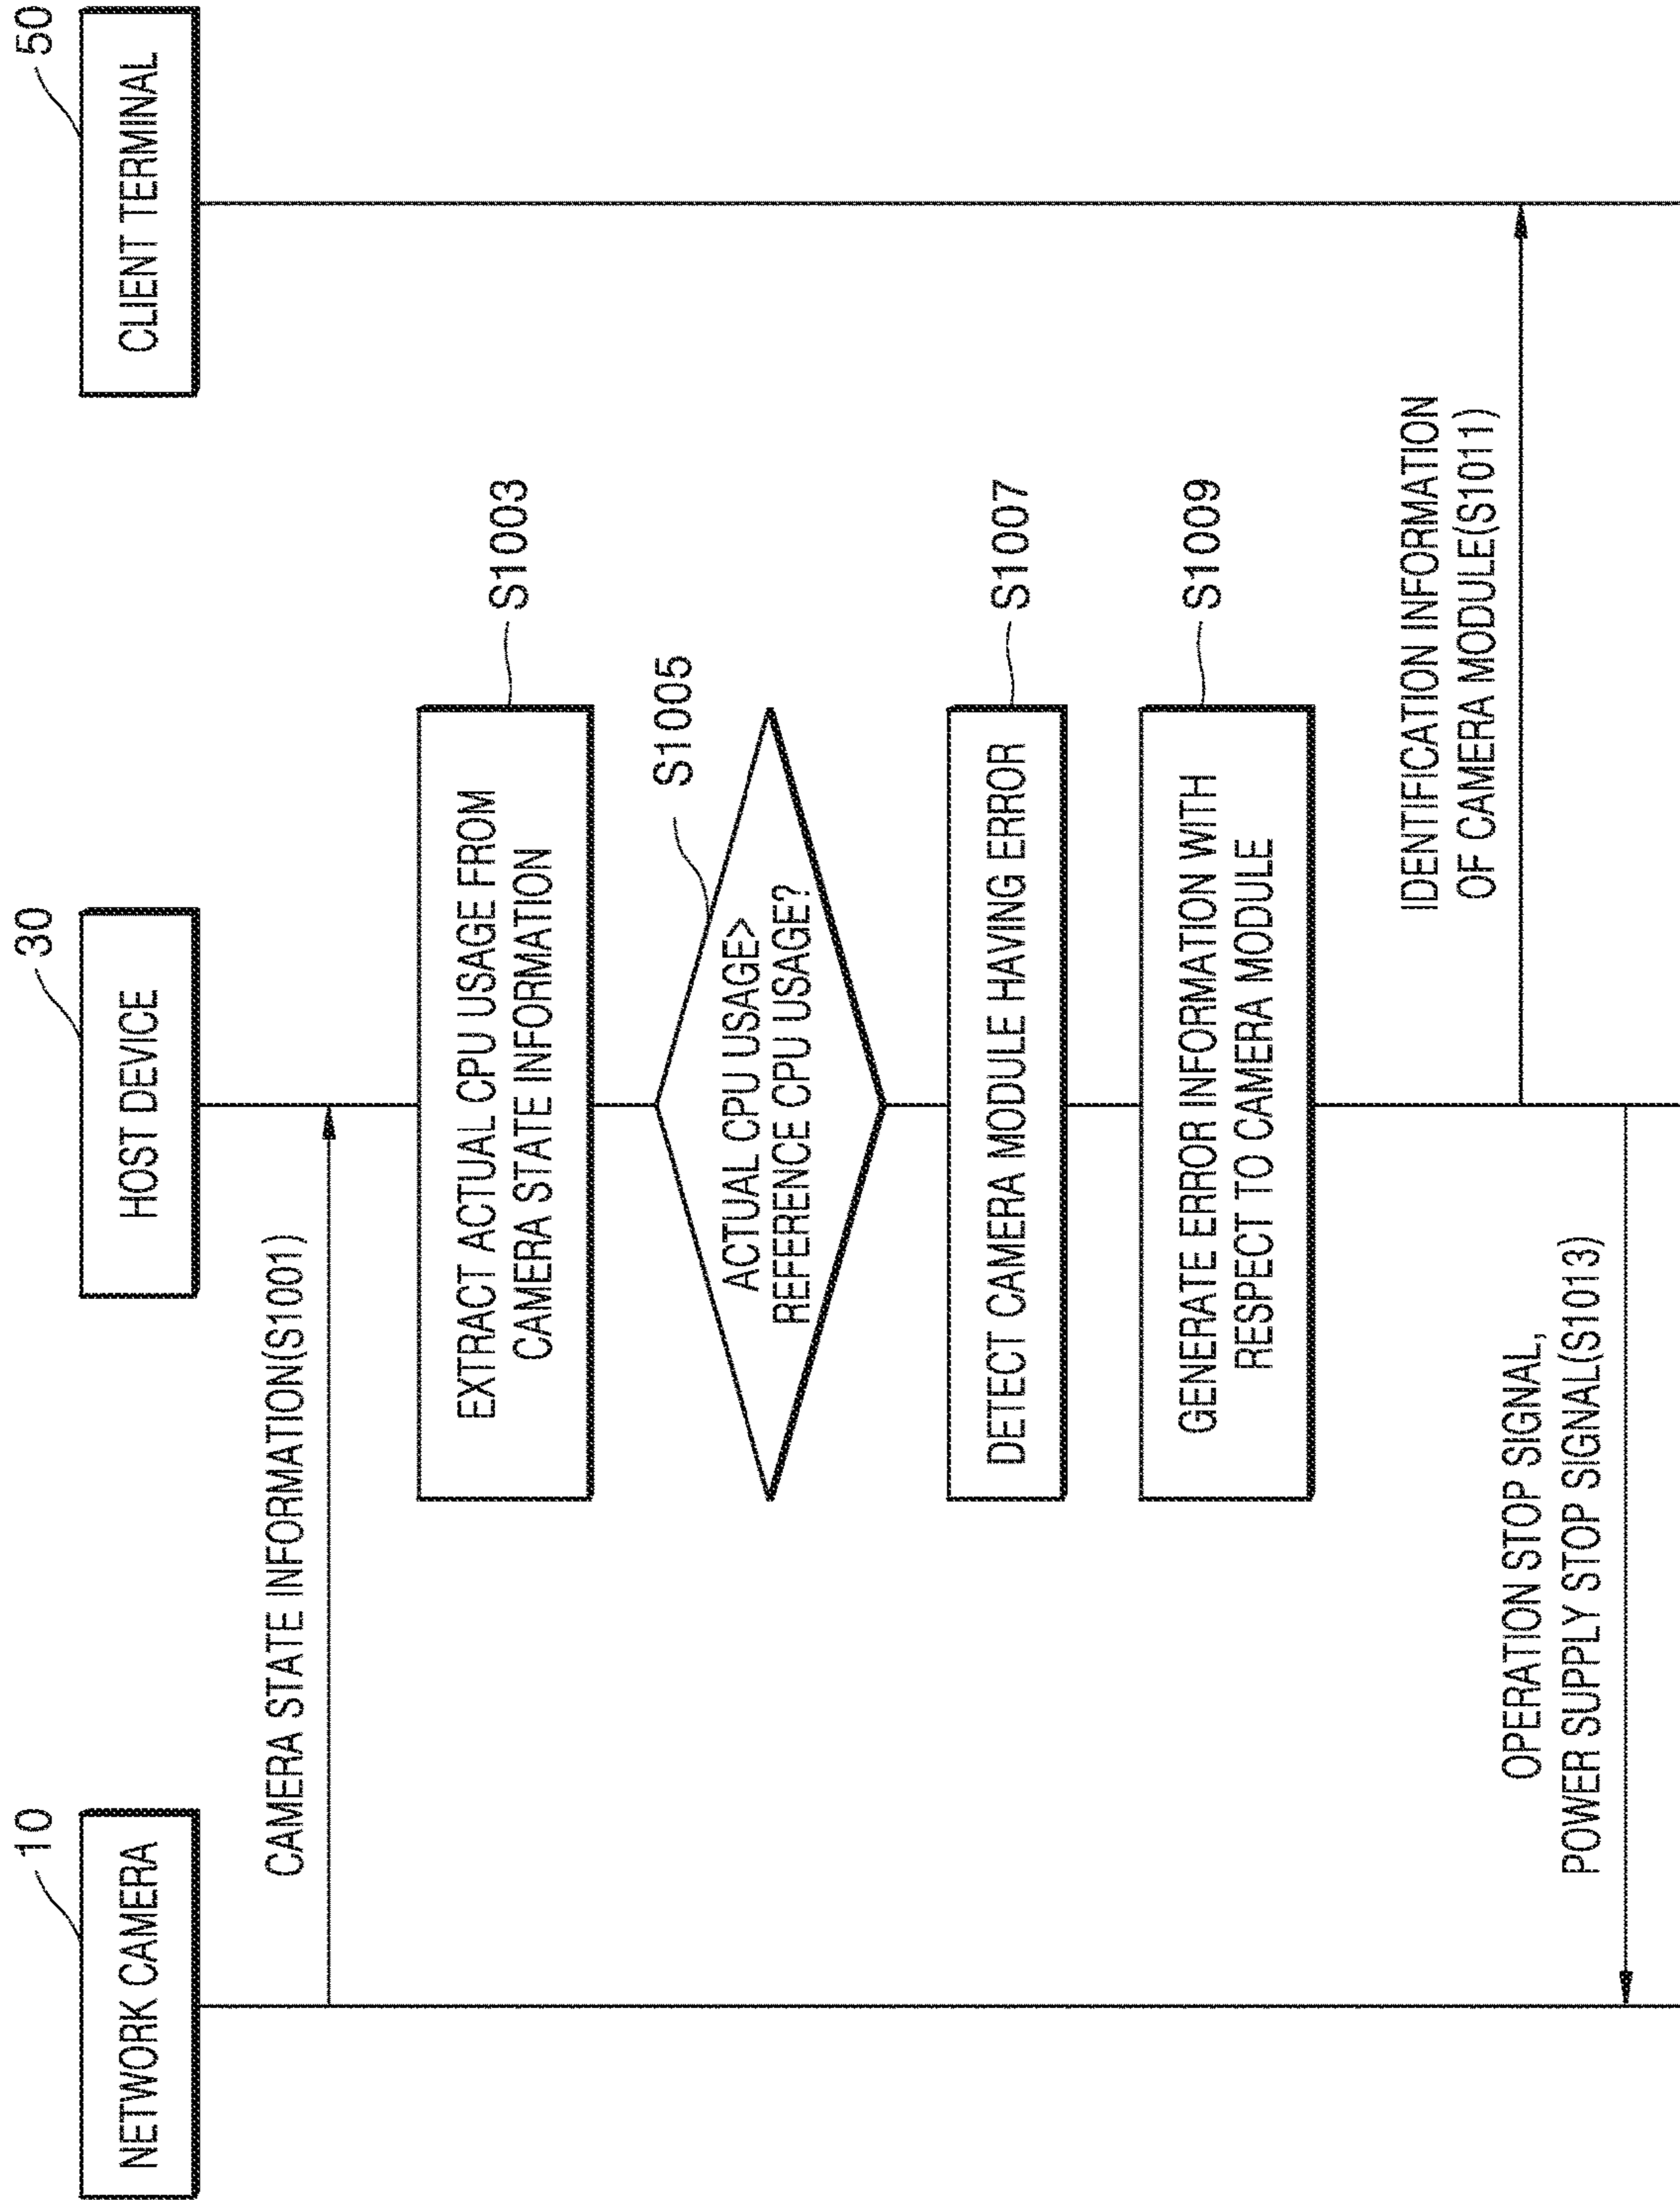 10
30
50
NETWORK CAMERA
HOST DEVICE
CLIENT TERMINAL
CAMERA STATE INFORMATION(S1001)
S1003
EXTRACT ACTUAL CPU USAGE FROM
CAMERA STATE INFORMATION
S1005
ACTUAL CPU USAGE>
REFERENCE CPU USAGE?
DETECT CAMERA MODULE HAVING ERROR
S1007
GENERATE ERROR INFORMATION WITH
RESPECT TO CAMERA MODULE
S1009
IDENTIFICATION INFORMATION
OF CAMERA MODULE(S1011)
OPERATION STOP SIGNAL,
POWER SUPPLY STOP SIGNAL(S1013)